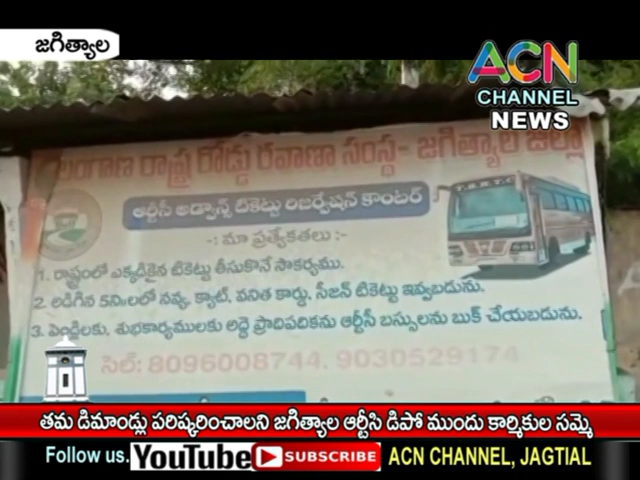 జగిత్యాల
ACN
CHANNEL
NEWS
తెలంగాణ రాష్ట్ర రోడ్డు రవాణా సంస్థ - జగిత్యాల జిల్లా
ఆర్టీసీ అడ్వాన్స్ టికెట్టు రిజర్వేషన్ కౌంటర్
T.S.R.T.C.
-: మా ప్రత్యేకతలు :-
1. రాష్ట్రంలో ఎక్కడికైన టికెట్టు తీసుకొనే సౌకర్యము.
2. అడిగిన 5ని॥లలో నవ్య, క్యాట్, వనిత కార్డు, సీజన్ టికెట్టు ఇవ్వబడును.
3. పెండ్లిలకు, శుభకార్యములకు అద్దె ప్రాదిపదికను ఆర్టీసీ బస్సులను బుక్ చేయబడును.
సెల్: 8096008744, 9030529174
తమ డిమాండ్లు పరిష్కరించాలని జగిత్యాల ఆర్టీసి డిపో ముందు కార్మికుల సమ్మె
Follow us. YouTube SUBSCRIBE ACN CHANNEL, JAGTIAL